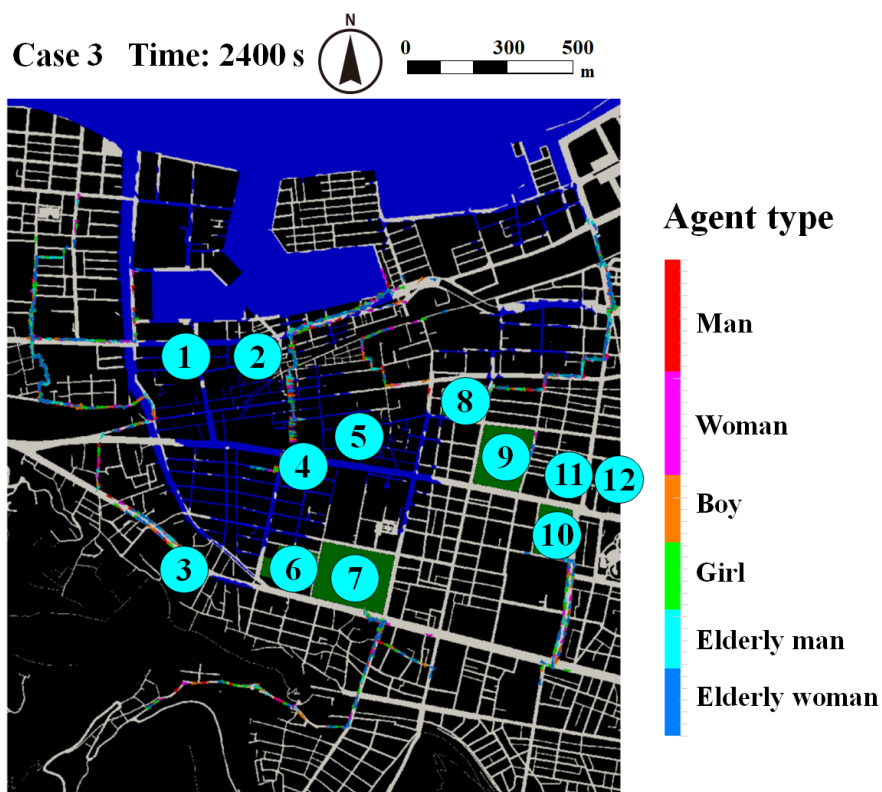 N
Case 3 Time: 2400 s
0 300 500
m
Agent type
Man
Woman
Boy
Girl
Elderly man
Elderly woman
1
2
8
5
9
4
11
12
10
3
6
7